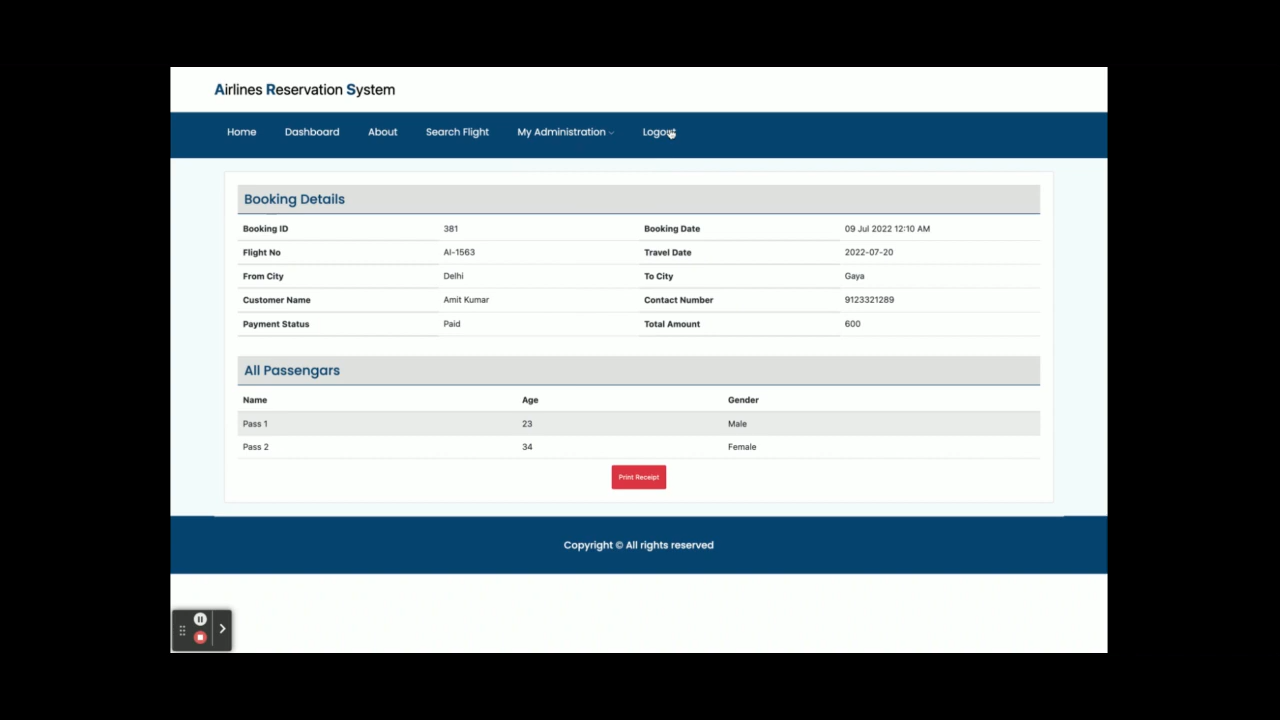 Airlines Reservation System
Home Dashboard About Search Flight My Administration Logout
Booking Details
Booking ID 381 Booking Date 09 Jul 2022 12:10 AM
Flight No AI-1563 Travel Date 2022-07-20
From City Delhi To City Gaya
Customer Name Amit Kumar Contact Number 9123321289
Payment Status Paid Total Amount 600
All Passengars
Name Age Gender
Pass 1 23 Male
Pass 2 34 Female
Print Receipt
Copyright © All rights reserved